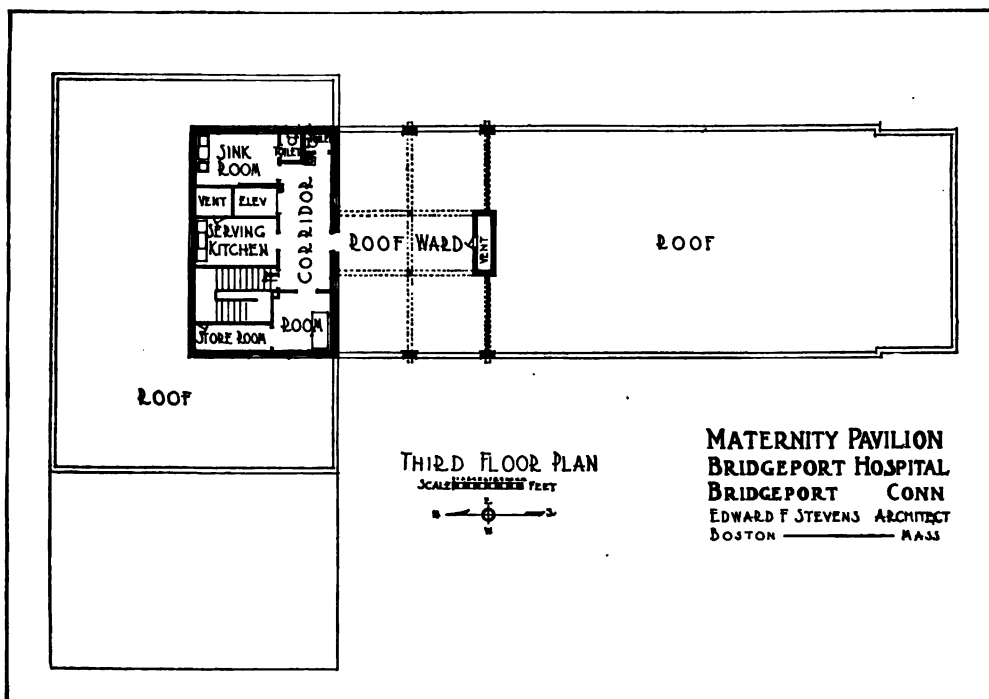 TOILET
SINK
ROOM
VENT ELEV
SERVING
KITCHEN
CORRIDOR
ROOF WARD
VENT
ROOF
ROOM
STORE ROOM
ROOF
THIRD FLOOR PLAN
SCALE FEET
N S
W
MATERNITY PAVILION
BRIDGEPORT HOSPITAL
BRIDGEPORT CONN
EDWARD F STEVENS ARCHITECT
BOSTON MASS